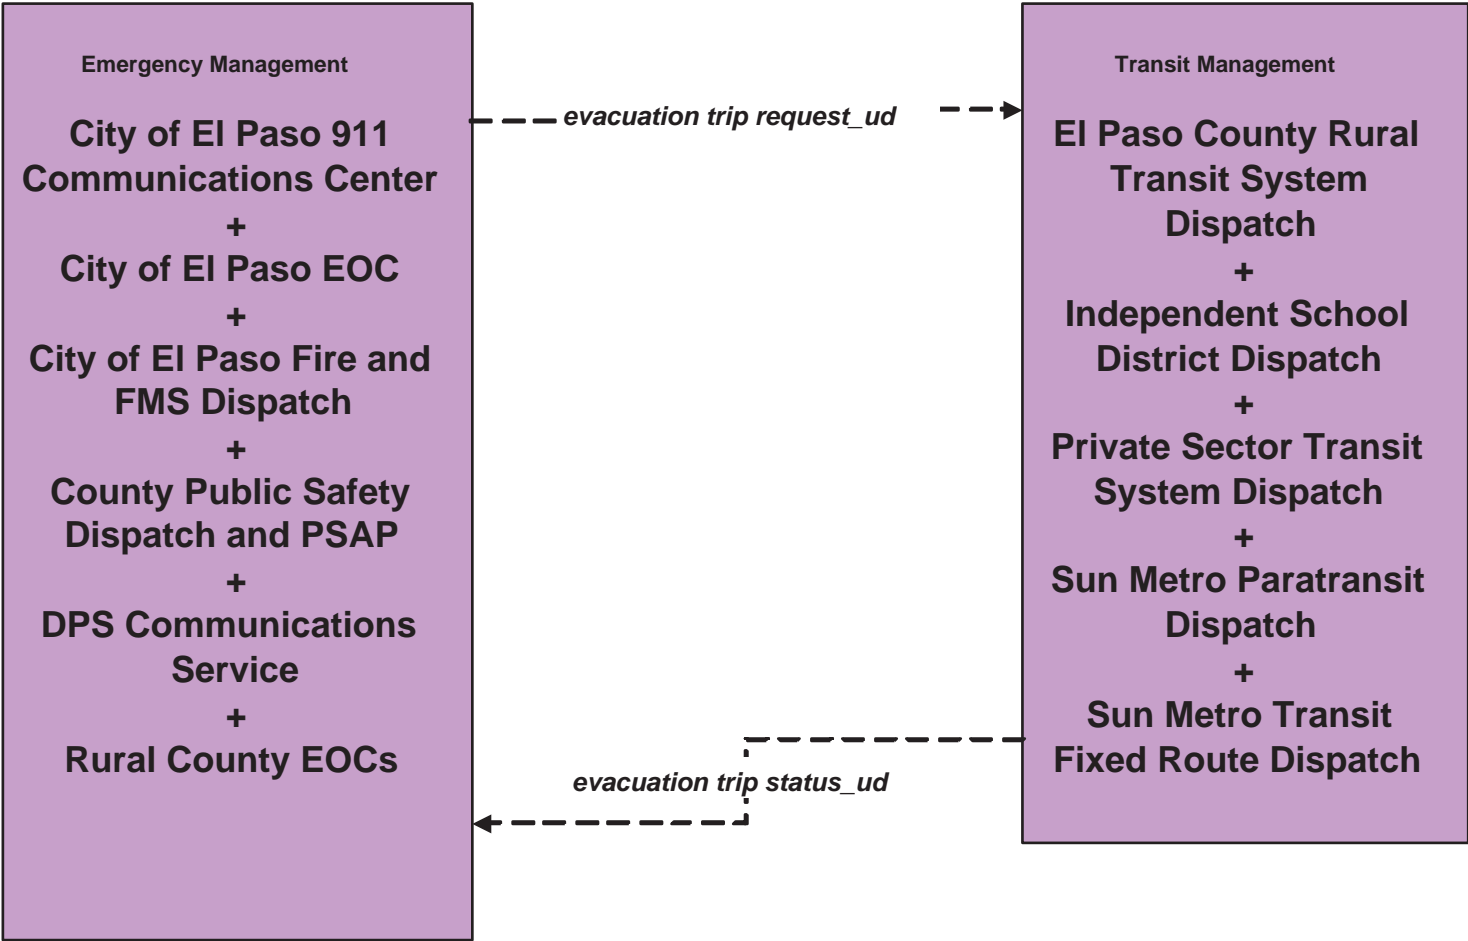 Emergency Management
City of El Paso 911
Communications Center
+
City of El Paso EOC
+
City of El Paso Fire and
FMS Dispatch
+
County Public Safety
Dispatch and PSAP
+
DPS Communications
Service
+
Rural County EOCs
evacuation trip request_ud
evacuation trip status_ud
Transit Management
El Paso County Rural
Transit System
Dispatch
+
Independent School
District Dispatch
+
Private Sector Transit
System Dispatch
+
Sun Metro Paratransit
Dispatch
+
Sun Metro Transit
Fixed Route Dispatch